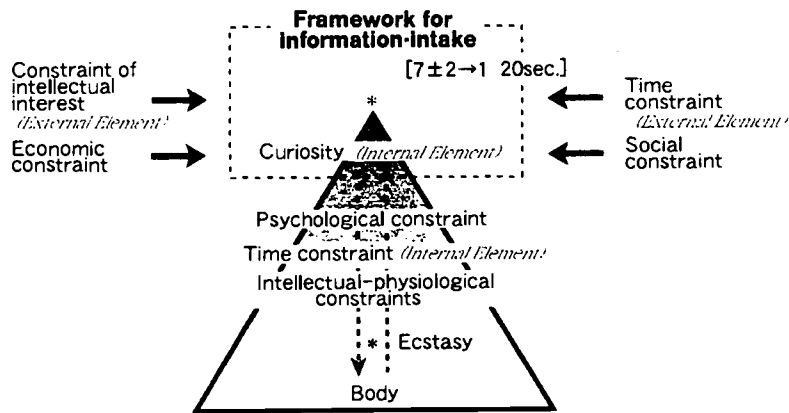 Framework for
information-intake
[7±2→1 20sec.]
Constraint of
intellectual
interest
(External Element)
Economic
constraint
Time
constraint
(External Element)
Social
constraint
*
Curiosity (Internal Element)
Psychological constraint
Time constraint (Internal Element)
Intellectual-physiological
constraints
* Ecstasy
Body